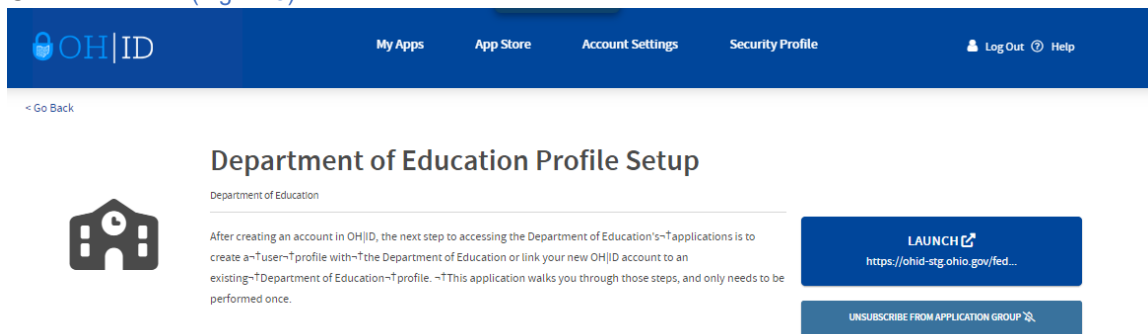 OH|ID
My Apps App Store Account Settings Security Profile Log Out Help
< Go Back
Department of Education Profile Setup
Department of Education
After creating an account in OH|ID, the next step to accessing the Department of Education's¬†applications is to
create a¬†user¬†profile with¬†the Department of Education or link your new OH|ID account to an
existing¬†Department of Education¬†profile. ¬†This application walks you through those steps, and only needs to be
performed once.
LAUNCH
https://ohid-stg.ohio.gov/fed...
UNSUBSCRIBE FROM APPLICATION GROUP